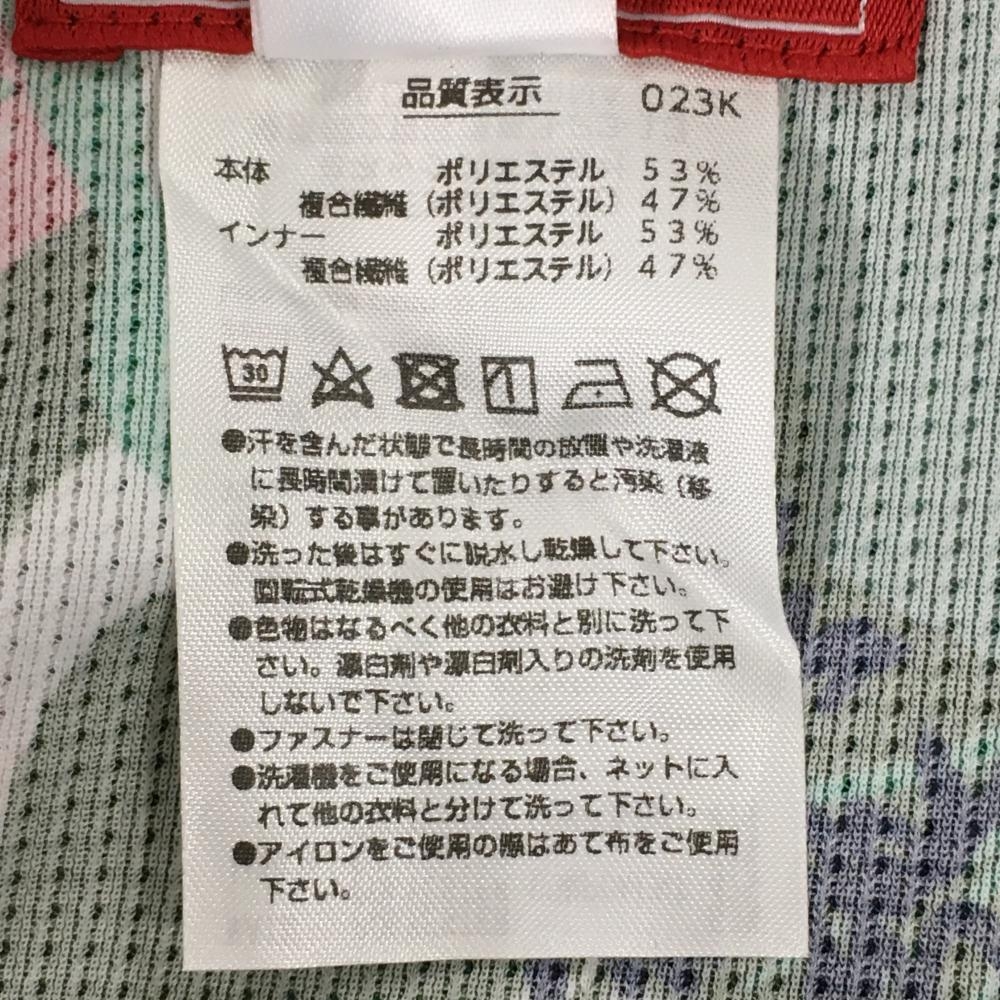 品質表示 023K
本体 ポリエステル 53%
複合繊維 (ポリエステル) 47%
インナー ポリエステル 53%
複合繊維 (ポリエステル) 47%
30
●汗を含んだ状態で長時間の放置や洗濯液
に長時間漬けて置いたりすると汚染(移
染)する事があります。
●洗った後はすぐに脱水し乾燥して下さい。
回転式乾燥機の使用はお避け下さい。
●色物はなるべく他の衣料と別に洗って下
さい。漂白剤や漂白剤入りの洗剤を使用
しないで下さい。
●ファスナーは閉じて洗って下さい。
●洗濯機をご使用になる場合、ネットに入
れて他の衣料と分けて洗って下さい。
●アイロンをご使用の際はあて布をご使用
下さい。